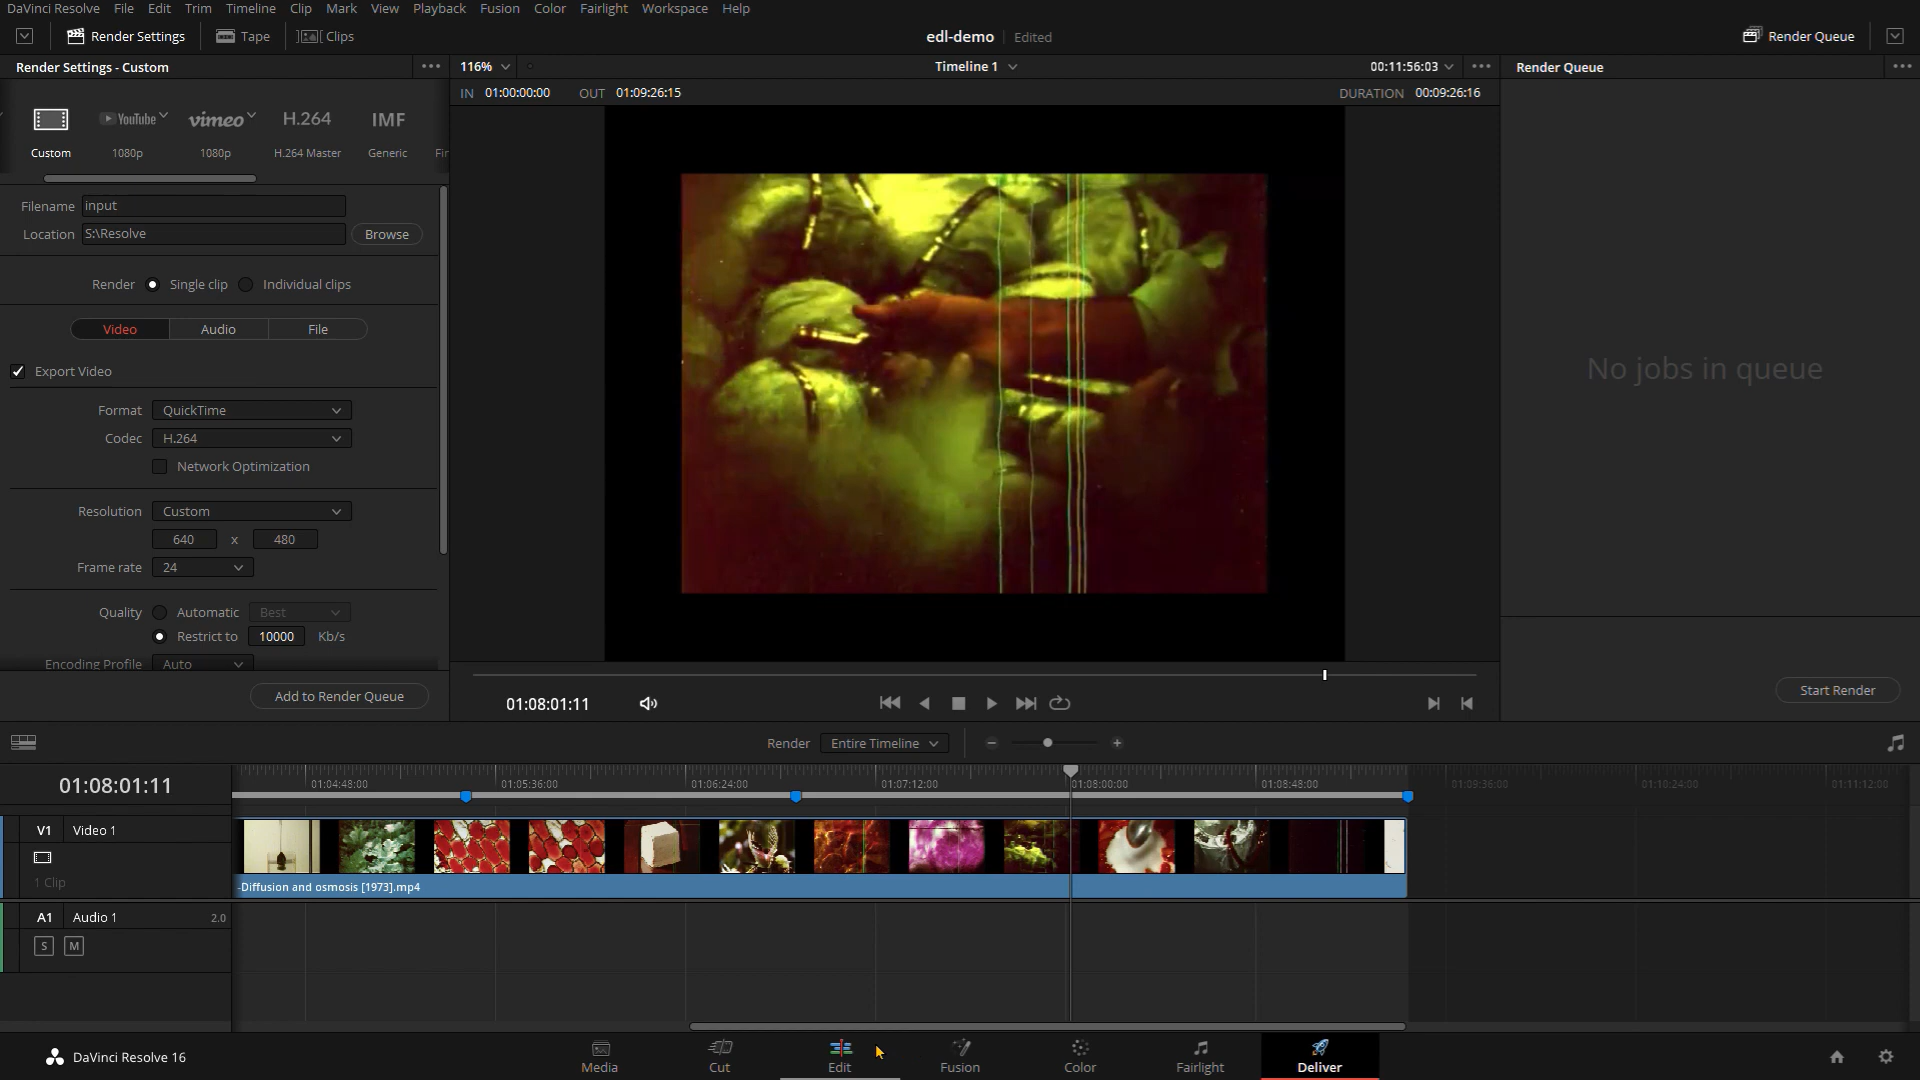 DaVinci Resolve File Edit Trim Timeline Clip Mark View Playback Fusion Color Fairlight Workspace Help
Render Settings Tape Clips edl-demo Edited Render Queue
Render Settings - Custom 116% Timeline 1 00:11:56:03 Render Queue
IN 01:00:00:00 OUT 01:09:26:15 DURATION 00:09:26:16
YouTube vimeo H.264 IMF
Custom 1080p 1080p H.264 Master Generic
Filename input
Location S:\Resolve Browse
Render Single clip Individual clips
Video Audio File
Export Video
No jobs in queue
Format QuickTime
Codec H.264
Network Optimization
Resolution Custom
640 x 480
Frame rate 24
Quality Automatic Best
Restrict to 10000 Kb/s
Encoding Profile Auto
Add to Render Queue 01:08:01:11 Start Render
Render Entire Timeline
01:08:01:11 01:04:48:00 01:05:36:00 01:06:24:00 01:07:12:00 01:08:00:00 01:08:48:00 01:09:36:00 01:10:24:00 01:11:12:00
V1 Video 1
1 Clip
-Diffusion and osmosis [1973].mp4
A1 Audio 1 2.0
S M
DaVinci Resolve 16 Media Cut Edit Fusion Color Fairlight Deliver